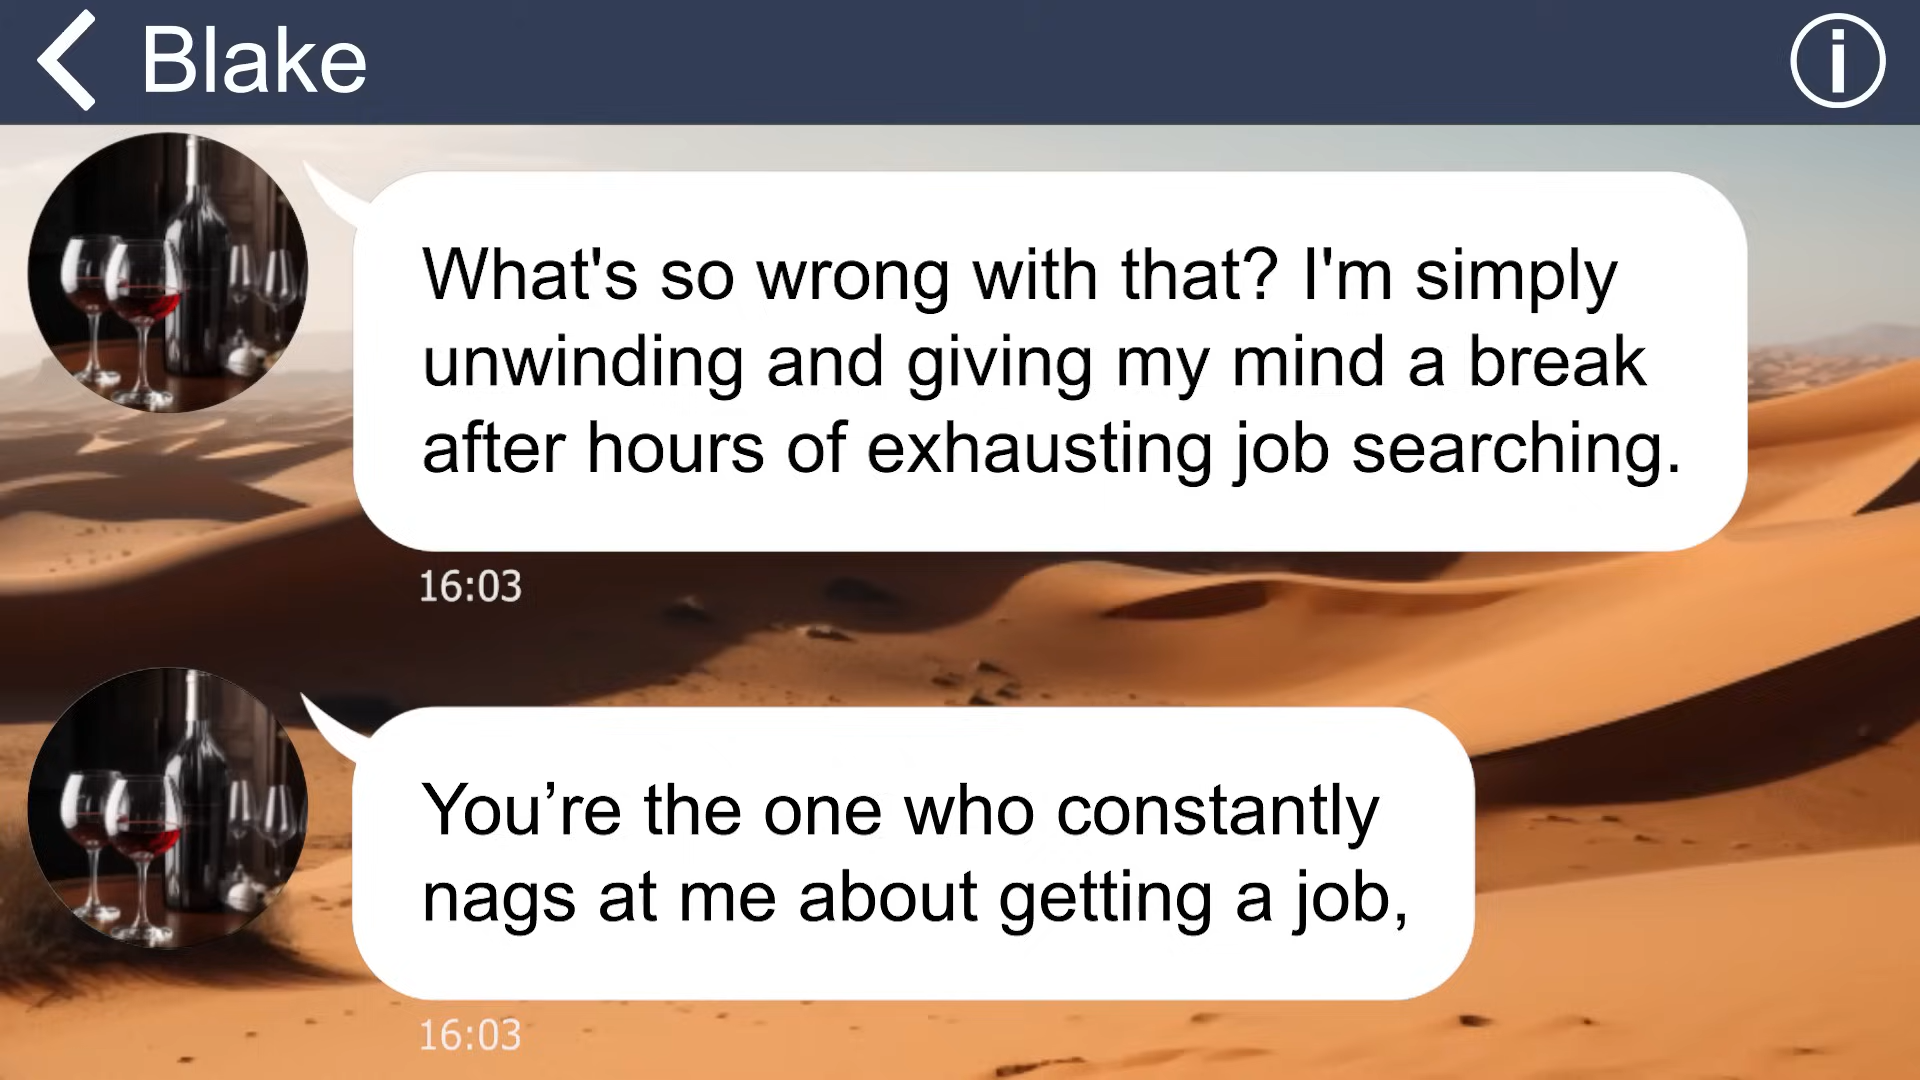 Blake
What's so wrong with that? I'm simply
unwinding and giving my mind a break
after hours of exhausting job searching.
16:03
You’re the one who constantly
nags at me about getting a job,
16:03